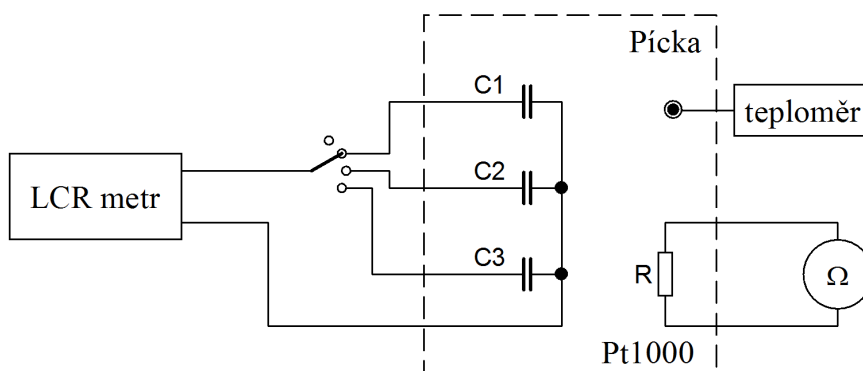 Pícka
C1
teploměr
C2
LCR metr
C3
R
Ω
Pt1000